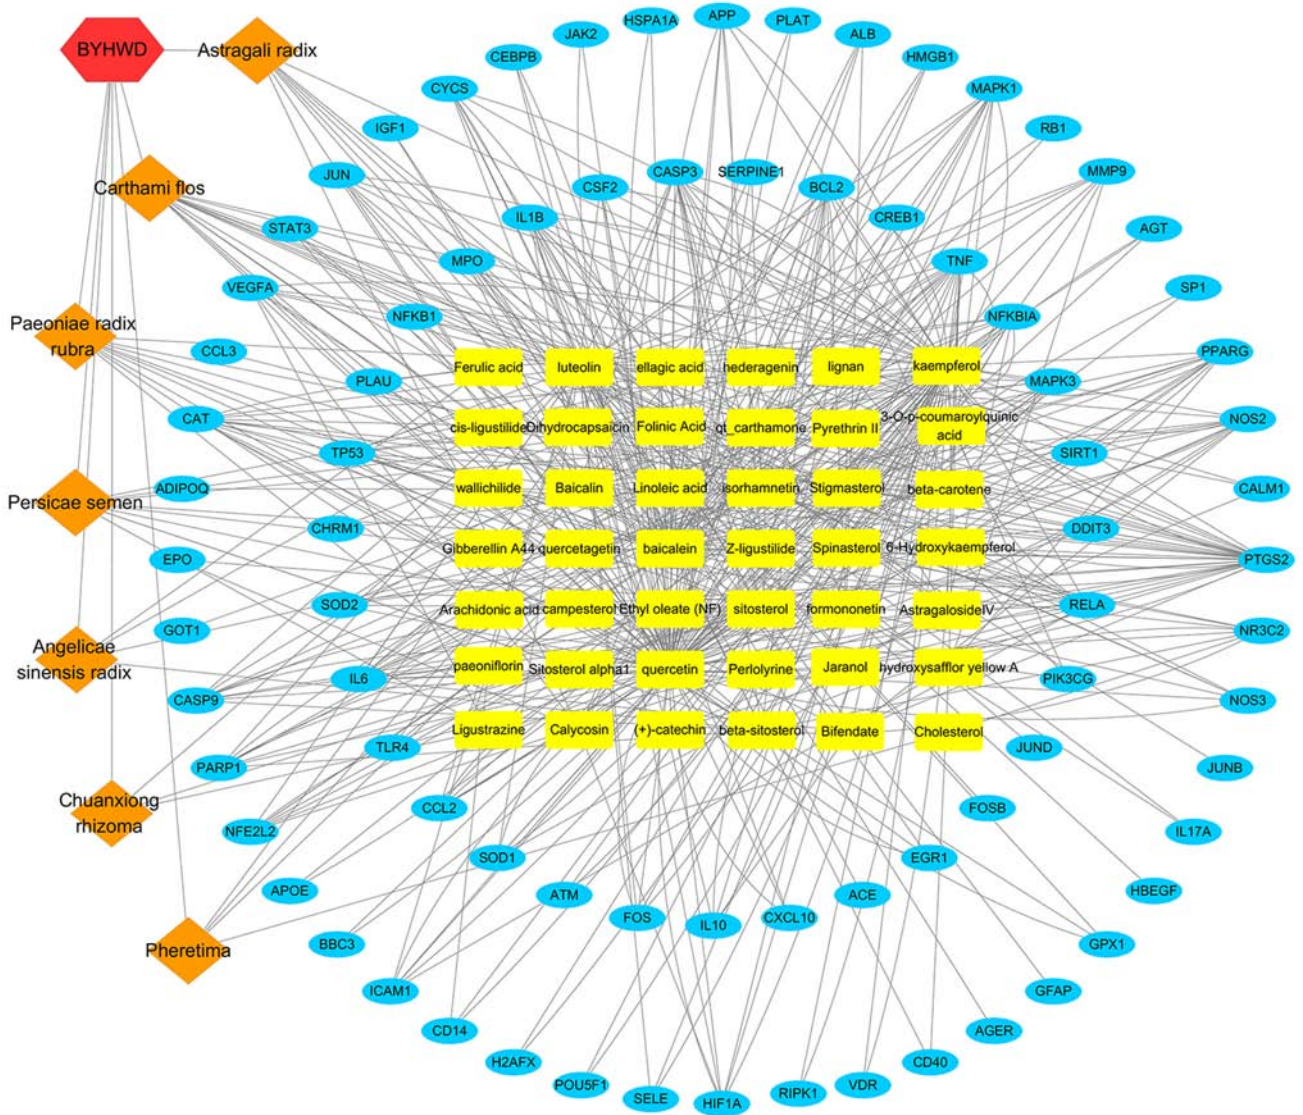 BYHWD
Astragali radix
Carthami flos
Paeoniae radix
rubra
Persicae semen
Angelicae
sinensis radix
Chuanxiong
rhizoma
Pheretima
HSPA1A
APP
PLAT
JAK2
ALB
CEBPB
HMGB1
CYCS
MAPK1
IGF1
RB1
JUN
CSF2
CASP3
SERPINE1
BCL2
MMP9
STAT3
IL1B
CREB1
AGT
VEGFA
MPO
TNF
SP1
CCL3
NFKB1
NFKBIA
PPARG
PLAU
MAPK3
CAT
NOS2
TP53
SIRT1
ADIPOQ
CALM1
CHRM1
DDIT3
EPO
PTGS2
SOD2
RELA
GOT1
NR3C2
IL6
PIK3CG
CASP9
NOS3
TLR4
JUND
PARP1
JUNB
CCL2
FOSB
NFE2L2
IL17A
SOD1
EGR1
APOE
ATM
FOS
IL10
CXCL10
ACE
HBEGF
BBC3
GPX1
ICAM1
GFAP
CD14
AGER
H2AFX
CD40
POU5F1
VDR
SELE
HIF1A
RIPK1
Ferulic acid
luteolin
ellagic acid
hederagenin
lignan
kaempferol
cis-ligustilide
Dihydrocapsaicin
Folinic Acid
qt_carthamone
Pyrethrin II
3-O-p-coumaroylquinic
acid
wallichilide
Baicalin
Linoleic acid
isorhamnetin
Stigmasterol
beta-carotene
Gibberellin A44
quercetagetin
baicalein
Z-ligustilide
Spinasterol
6-Hydroxykaempferol
Arachidonic acid
campesterol
Ethyl oleate (NF)
sitosterol
formononetin
AstragalosideIV
paeoniflorin
Sitosterol alpha1
quercetin
Perlolyrine
Jaranol
hydroxysafflor yellow A
Ligustrazine
Calycosin
(+)-catechin
beta-sitosterol
Bifendate
Cholesterol